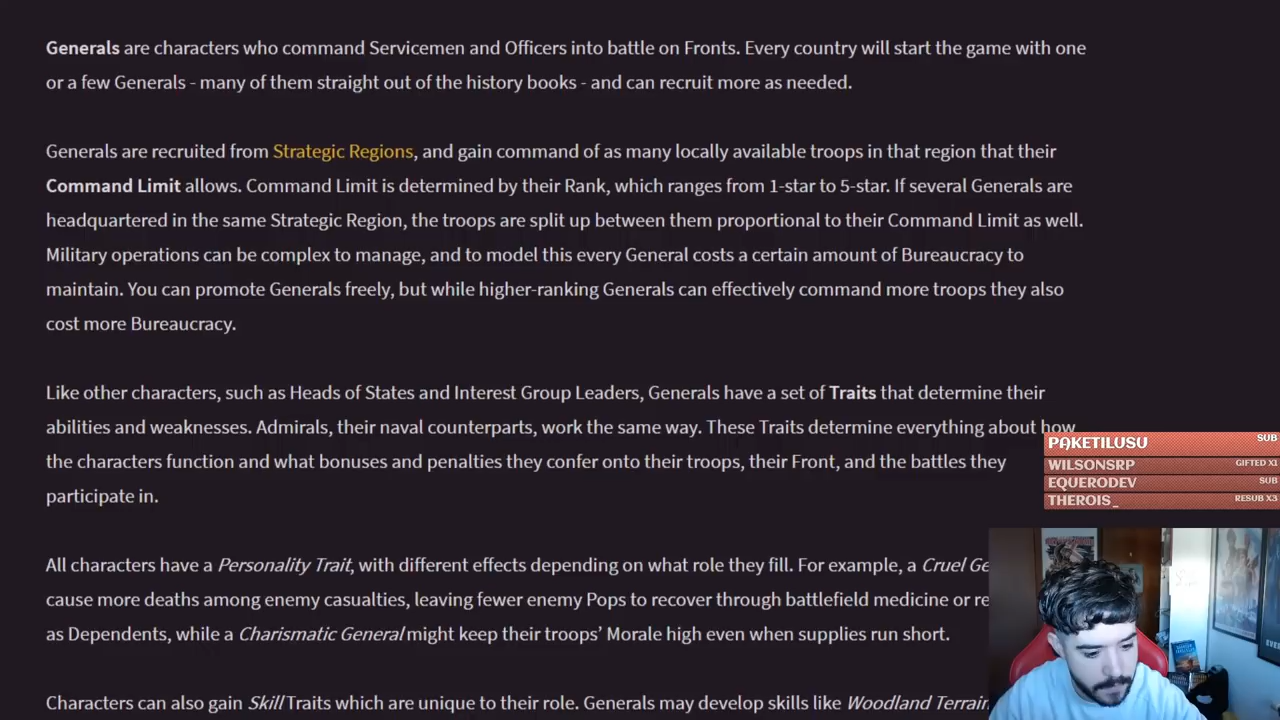 Generals are characters who command Servicemen and Officers into battle on Fronts. Every country will start the game with one
or a few Generals - many of them straight out of the history books - and can recruit more as needed.
Generals are recruited from Strategic Regions, and gain command of as many locally available troops in that region that their
Command Limit allows. Command Limit is determined by their Rank, which ranges from 1-star to 5-star. If several Generals are
headquartered in the same Strategic Region, the troops are split up between them proportional to their Command Limit as well.
Military operations can be complex to manage, and to model this every General costs a certain amount of Bureaucracy to
maintain. You can promote Generals freely, but while higher-ranking Generals can effectively command more troops they also
cost more Bureaucracy.
Like other characters, such as Heads of States and Interest Group Leaders, Generals have a set of Traits that determine their
abilities and weaknesses. Admirals, their naval counterparts, work the same way. These Traits determine everything about how
the characters function and what bonuses and penalties they confer onto their troops, their Front, and the battles they
participate in.
PAKETILUSU SUB
WILSONSRP GIFTED X1
EQUERODEV SUB
THEROIS_ RESUB X3
All characters have a Personality Trait, with different effects depending on what role they fill. For example, a Cruel Ge
cause more deaths among enemy casualties, leaving fewer enemy Pops to recover through battlefield medicine or re
as Dependents, while a Charismatic General might keep their troops' Morale high even when supplies run short.
Characters can also gain Skill Traits which are unique to their role. Generals may develop skills like Woodland Terrain